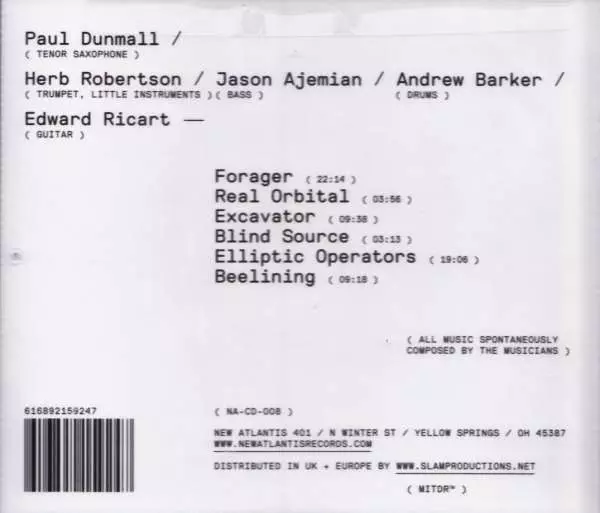 Paul Dunmall /
( TENOR SAXOPHONE )
Herb Robertson / Jason Ajemian / Andrew Barker /
( TRUMPET, LITTLE INSTRUMENTS ) ( BASS ) ( DRUMS )
Edward Ricart —
( GUITAR )
Forager ( 22:14 )
Real Orbital ( 03:56 )
Excavator ( 09:38 )
Blind Source ( 03:13 )
Elliptic Operators ( 19:06 )
Beelining ( 09:18 )
( ALL MUSIC SPONTANEOUSLY
COMPOSED BY THE MUSICIANS )
616892159247
( NA-CD-008 )
NEW ATLANTIS 401 / N WINTER ST / YELLOW SPRINGS / OH 45387
WWW.NEWATLANTISRECORDS.COM
DISTRIBUTED IN UK + EUROPE BY WWW.SLAMPRODUCTIONS.NET
( MITDR™ )